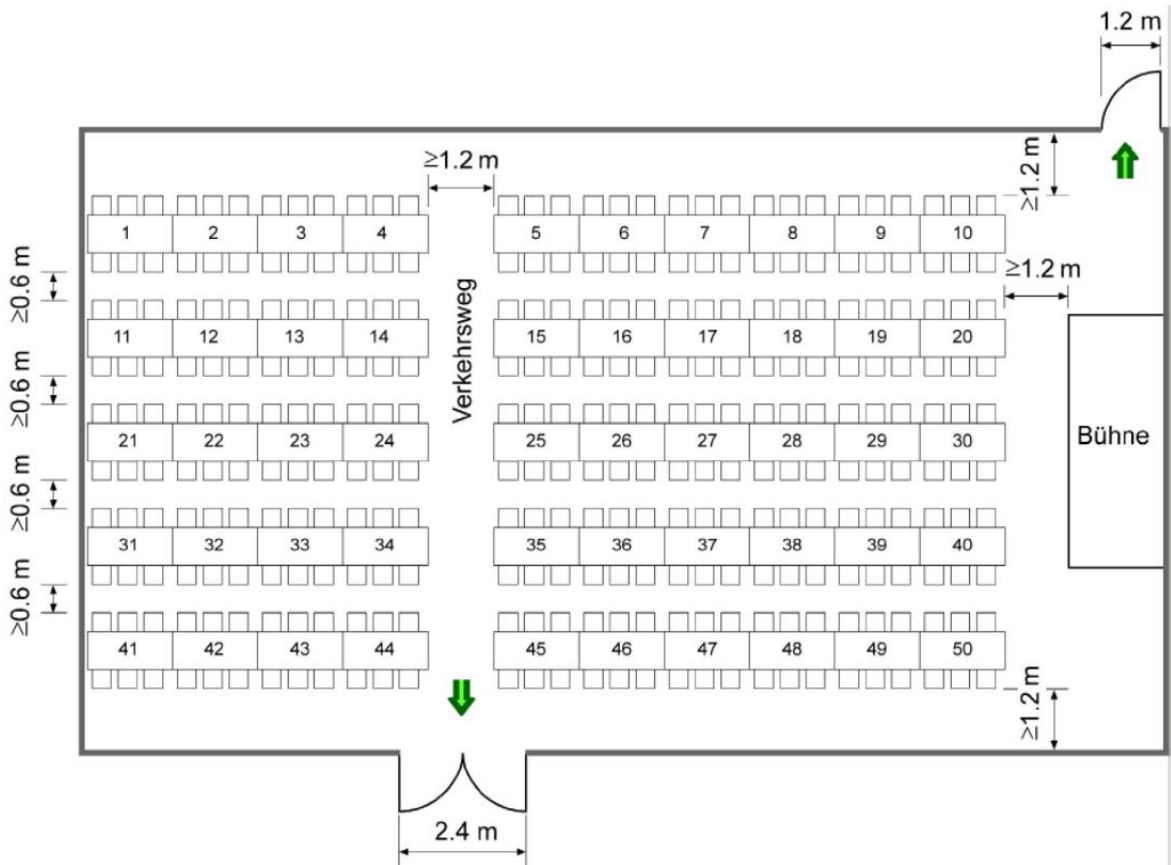 1.2 m
≥1.2 m
≥1.2 m
1 2 3 4 5 6 7 8 9 10
≥0.6 m
≥1.2 m
11 12 13 14 15 16 17 18 19 20
Verkehrsweg
≥0.6 m
21 22 23 24 25 26 27 28 29 30
Bühne
≥0.6 m
31 32 33 34 35 36 37 38 39 40
≥0.6 m
41 42 43 44 45 46 47 48 49 50
≥1.2 m
2.4 m